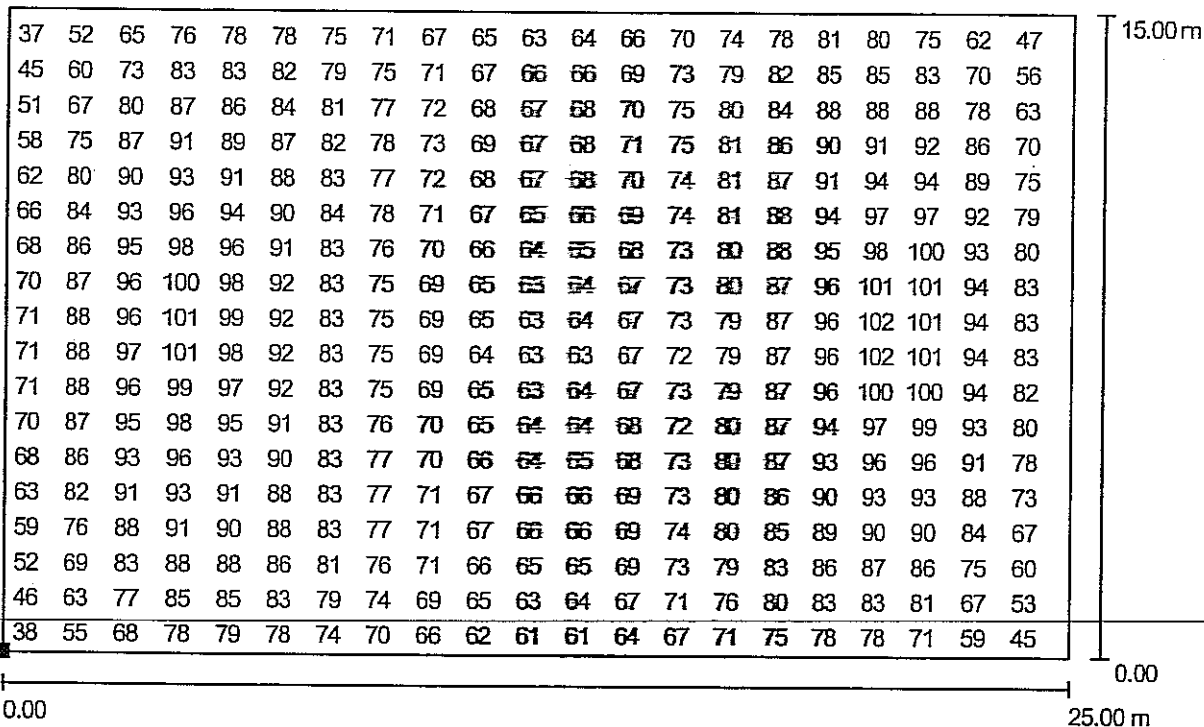 37 52 65 76 78 78 75 71 67 65 63 64 66 70 74 78 81 80 75 62 47 15.00 m
45 60 73 83 83 82 79 75 71 67 66 66 69 73 79 82 85 85 83 70 56
51 67 80 87 86 84 81 77 72 68 67 68 70 75 80 84 88 88 88 78 63
58 75 87 91 89 87 82 78 73 69 67 68 71 75 81 86 90 91 92 86 70
62 80 90 93 91 88 83 77 72 68 67 68 70 74 81 87 91 94 94 89 75
66 84 93 96 94 90 84 78 71 67 65 66 69 74 81 88 94 97 97 92 79
68 86 95 98 96 91 83 76 70 66 64 65 68 73 80 88 95 98 100 93 80
70 87 96 100 98 92 83 75 69 65 63 64 67 73 80 87 96 101 101 94 83
71 88 96 101 99 92 83 75 69 65 63 64 67 73 79 87 96 102 101 94 83
71 88 97 101 98 92 83 75 69 64 63 63 67 72 79 87 96 102 101 94 83
71 88 96 99 97 92 83 75 69 65 63 64 67 73 79 87 96 100 100 94 82
70 87 95 98 95 91 83 76 70 65 64 64 68 72 80 87 94 97 99 93 80
68 86 93 96 93 90 83 77 70 66 64 65 68 73 80 87 93 96 96 91 78
63 82 91 93 91 88 83 77 71 67 66 66 69 73 80 86 90 93 93 88 73
59 76 88 91 90 88 83 77 71 67 66 66 69 74 80 85 89 90 90 84 67
52 69 83 88 88 86 81 76 71 66 65 65 69 73 79 83 86 87 86 75 60
46 63 77 85 85 83 79 74 69 65 63 64 67 71 76 80 83 83 81 67 53
38 55 68 78 79 78 74 70 66 62 61 61 64 67 71 75 78 78 71 59 45
0.00
0.00 25.00 m